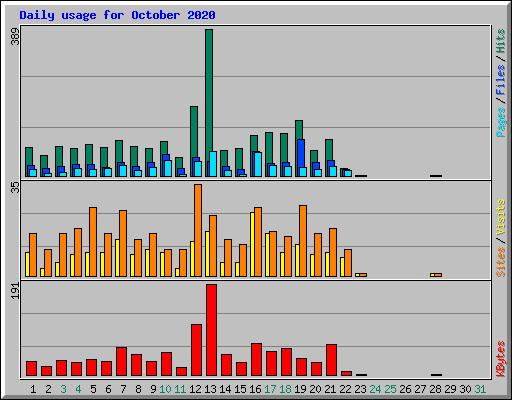 Daily usage for October 2020
389
Pages / Files / Hits
35
Sites / Visits
191
KBytes
1 2 3 4 5 6 7 8 9 10 11 12 13 14 15 16 17 18 19 20 21 22 23 24 25 26 27 28 29 30 31